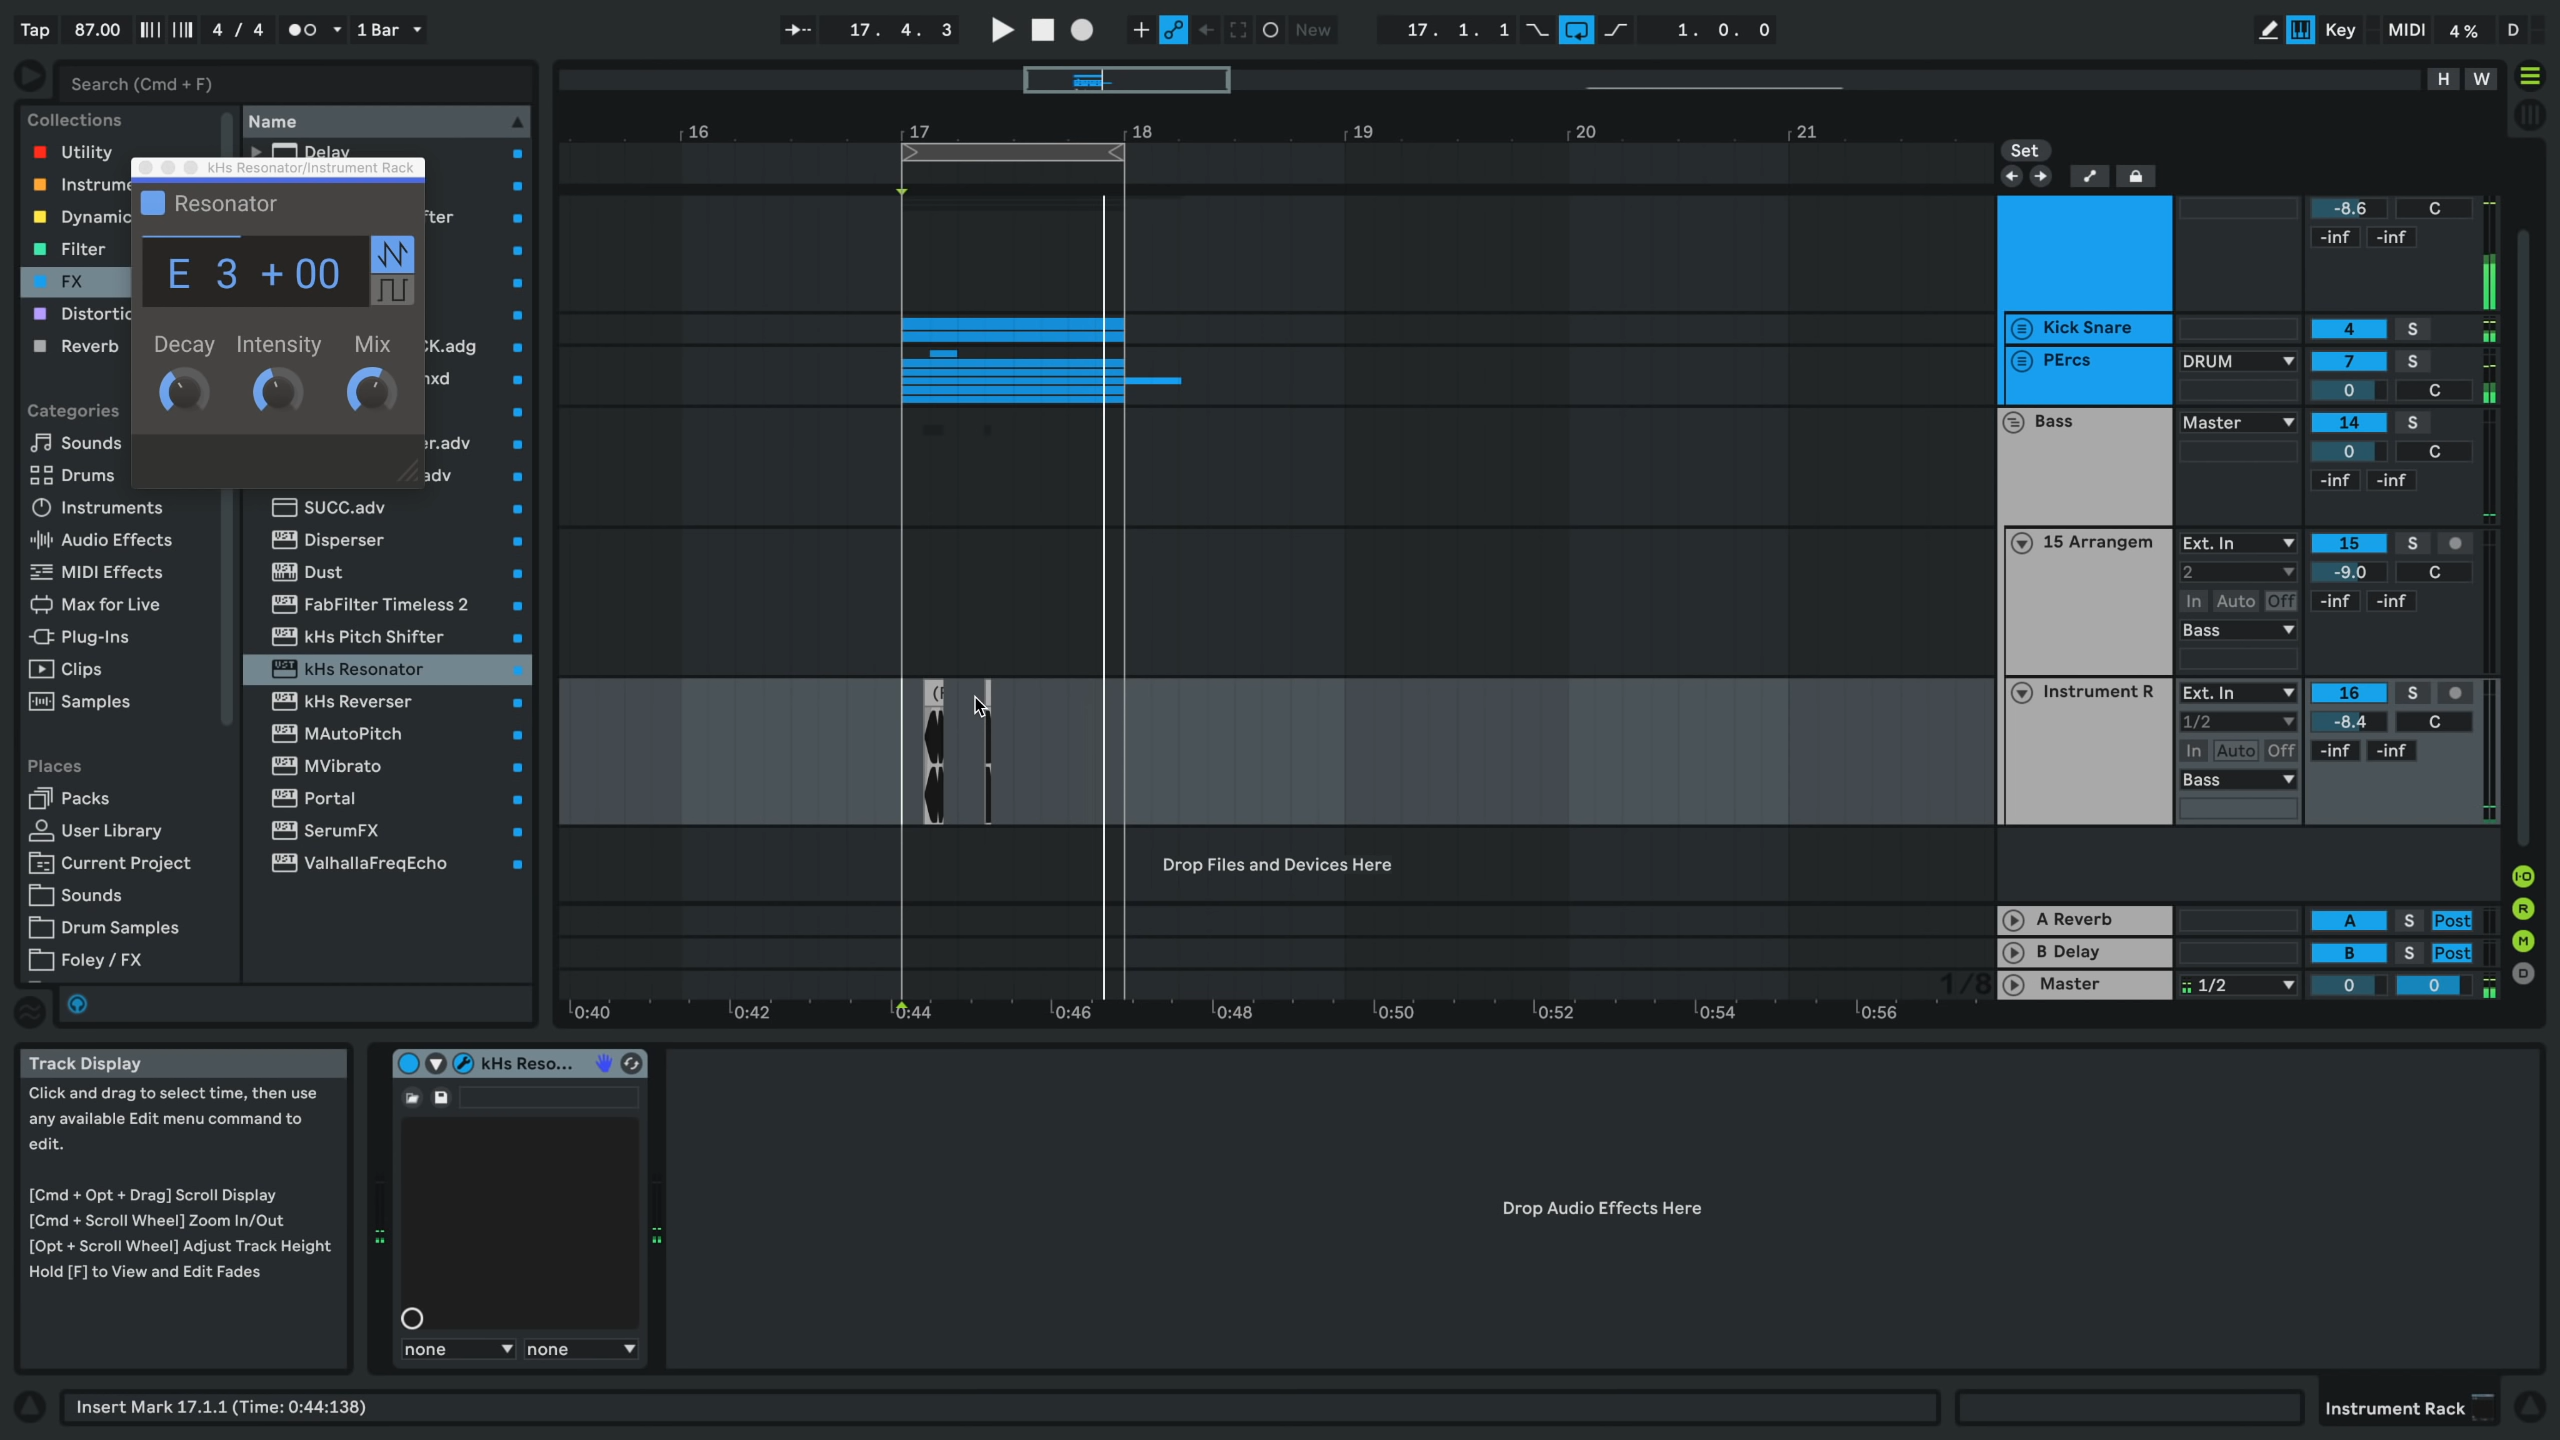 Tap 87.00 4 / 4 1 Bar 17. 4. 3 New 17. 1. 1 1. 0. 0 Key MIDI 4 % D
Search (Cmd + F)
H W
Collections
Utility
Instrume
Dynamic
Filter
FX
Distortic
Reverb
Categories
Sounds
Drums
Instruments
Audio Effects
MIDI Effects
Max for Live
Plug-Ins
Clips
Samples
Places
Packs
User Library
Current Project
Sounds
Drum Samples
Foley / FX
Name
Delay
fter
CK.adg
nxd
er.adv
adv
SUCC.adv
Disperser
Dust
FabFilter Timeless 2
kHs Pitch Shifter
kHs Resonator
kHs Reverser
MAutoPitch
MVibrato
Portal
SerumFX
ValhallaFreqEcho
kHs Resonator/Instrument Rack
Resonator
E 3 +00
Decay Intensity Mix
16 17 18 19 20 21
Set
-8.6 C
-inf -inf
Kick Snare 4 S
PErcs DRUM 7 S
0 C
Bass Master 14 S
0 C
-inf -inf
15 Arrangem Ext. In 15 S
2 -9.0 C
In Auto Off -inf -inf
Bass
Instrument R Ext. In 16 S
1/2 -8.4 C
In Auto Off -inf -inf
Bass
Drop Files and Devices Here
A Reverb A S Post
B Delay B S Post
1/8 Master 1/2 0 0
I·O
R
M
D
0:40 0:42 0:44 0:46 0:48 0:50 0:52 0:54 0:56
Track Display
Click and drag to select time, then use
any available Edit menu command to
edit.
[Cmd + Opt + Drag] Scroll Display
[Cmd + Scroll Wheel] Zoom In/Out
[Opt + Scroll Wheel] Adjust Track Height
Hold [F] to View and Edit Fades
kHs Reso...
none none
Drop Audio Effects Here
Insert Mark 17.1.1 (Time: 0:44:138)
Instrument Rack